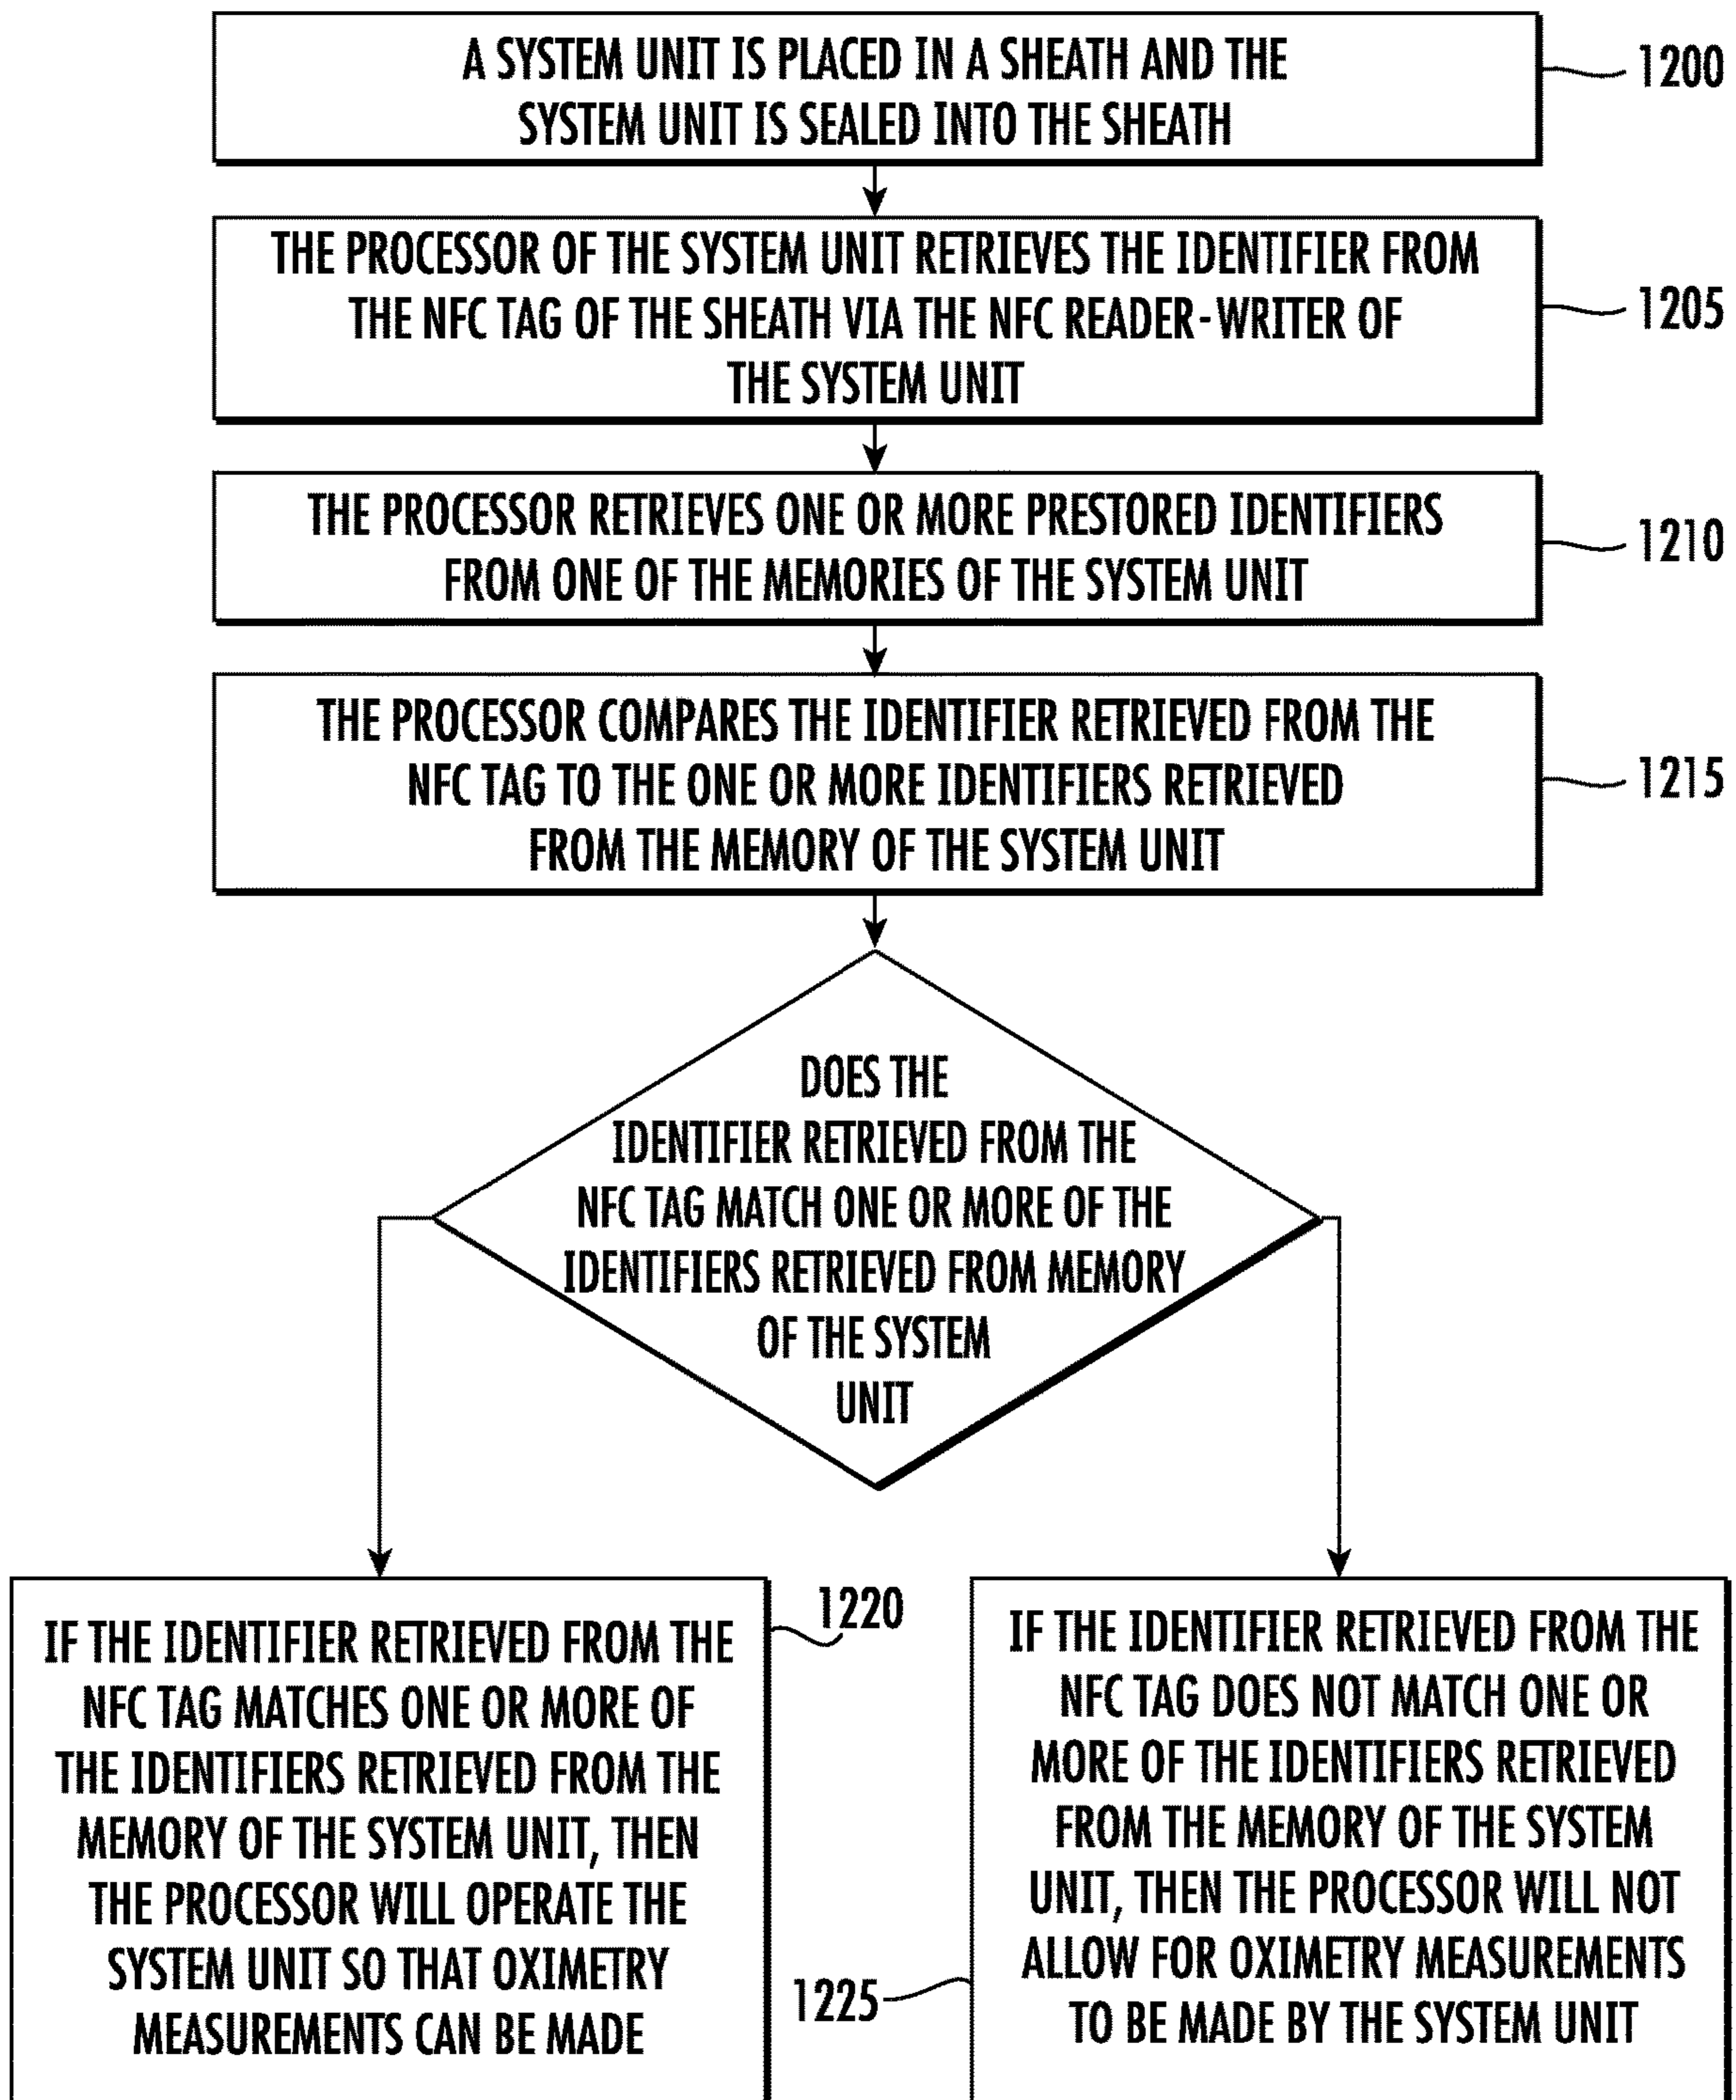 A SYSTEM UNIT IS PLACED IN A SHEATH AND THE
SYSTEM UNIT IS SEALED INTO THE SHEATH
1200
THE PROCESSOR OF THE SYSTEM UNIT RETRIEVES THE IDENTIFIER FROM
THE NFC TAG OF THE SHEATH VIA THE NFC READER-WRITER OF
THE SYSTEM UNIT
1205
THE PROCESSOR RETRIEVES ONE OR MORE PRESTORED IDENTIFIERS
FROM ONE OF THE MEMORIES OF THE SYSTEM UNIT
1210
THE PROCESSOR COMPARES THE IDENTIFIER RETRIEVED FROM THE
NFC TAG TO THE ONE OR MORE IDENTIFIERS RETRIEVED
FROM THE MEMORY OF THE SYSTEM UNIT
1215
DOES THE
IDENTIFIER RETRIEVED FROM THE
NFC TAG MATCH ONE OR MORE OF THE
IDENTIFIERS RETRIEVED FROM MEMORY
OF THE SYSTEM
UNIT
IF THE IDENTIFIER RETRIEVED FROM THE
NFC TAG MATCHES ONE OR MORE OF
THE IDENTIFIERS RETRIEVED FROM THE
MEMORY OF THE SYSTEM UNIT, THEN
THE PROCESSOR WILL OPERATE THE
SYSTEM UNIT SO THAT OXIMETRY
MEASUREMENTS CAN BE MADE
1220
IF THE IDENTIFIER RETRIEVED FROM THE
NFC TAG DOES NOT MATCH ONE OR
MORE OF THE IDENTIFIERS RETRIEVED
FROM THE MEMORY OF THE SYSTEM
UNIT, THEN THE PROCESSOR WILL NOT
ALLOW FOR OXIMETRY MEASUREMENTS
TO BE MADE BY THE SYSTEM UNIT
1225